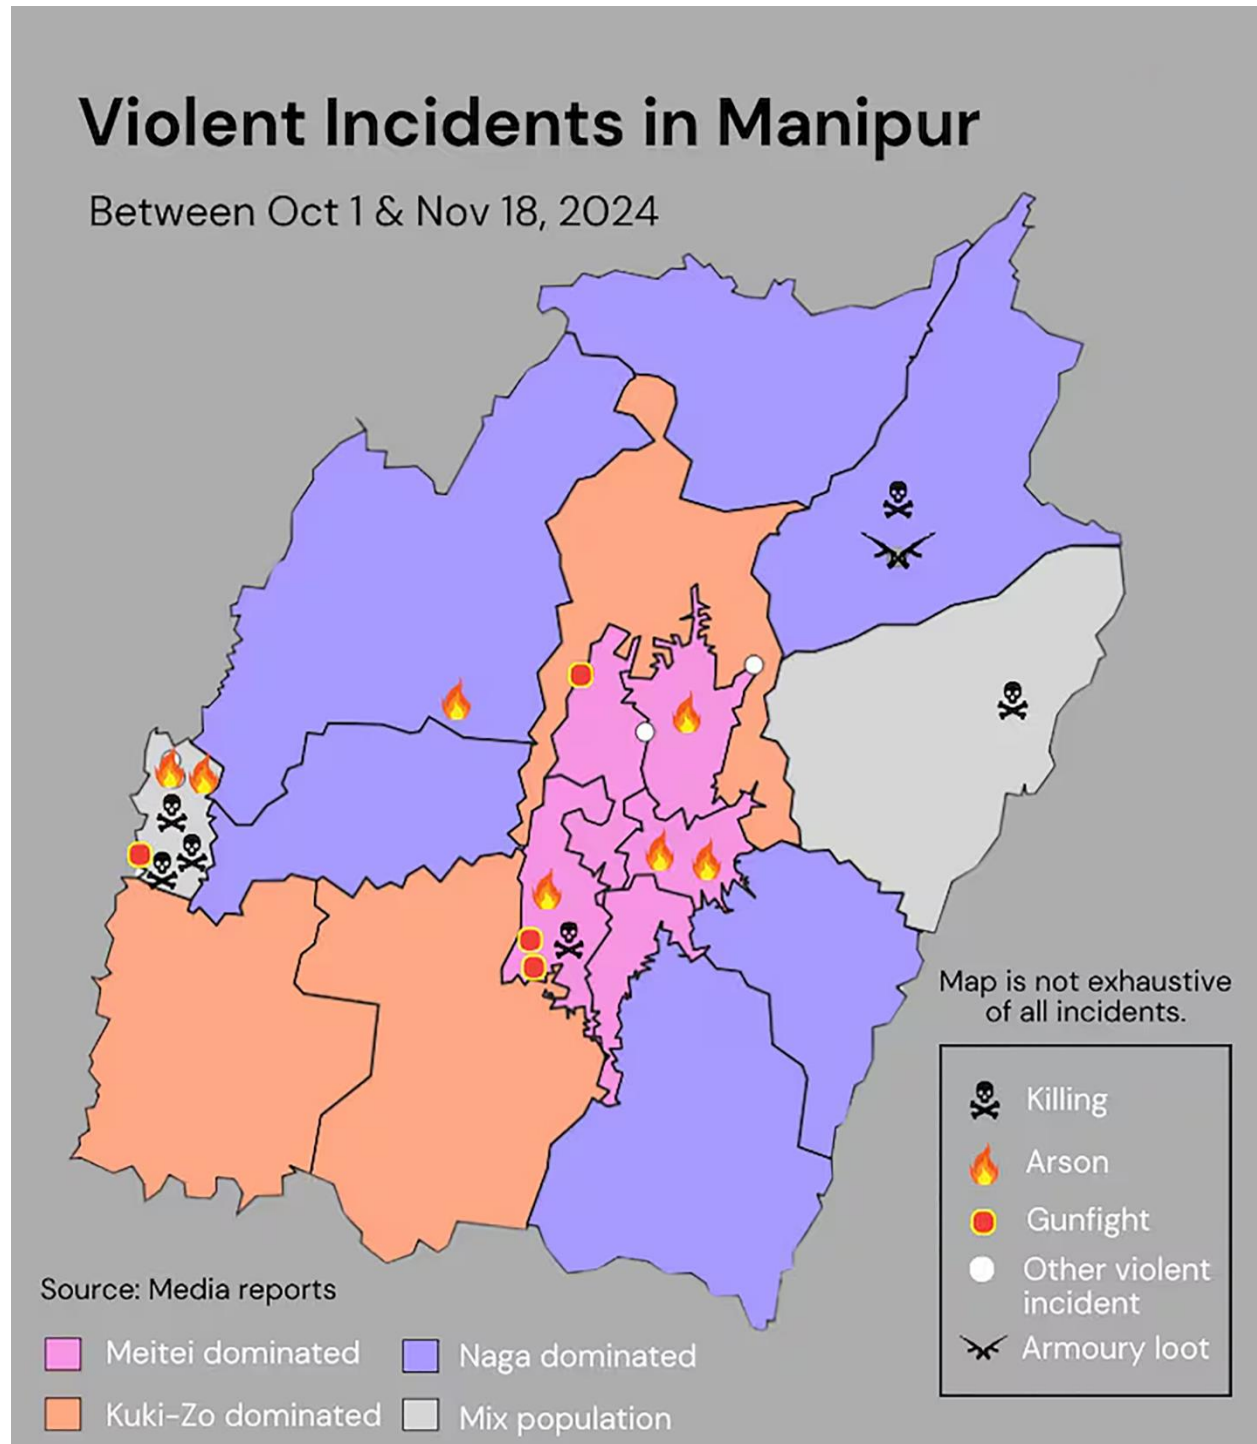 Violent Incidents in Manipur
Between Oct 1 & Nov 18, 2024
Map is not exhaustive
of all incidents.
Killing
Arson
Gunfight
Other violent
incident
Armoury loot
Source: Media reports
Meitei dominated
Naga dominated
Kuki-Zo dominated
Mix population